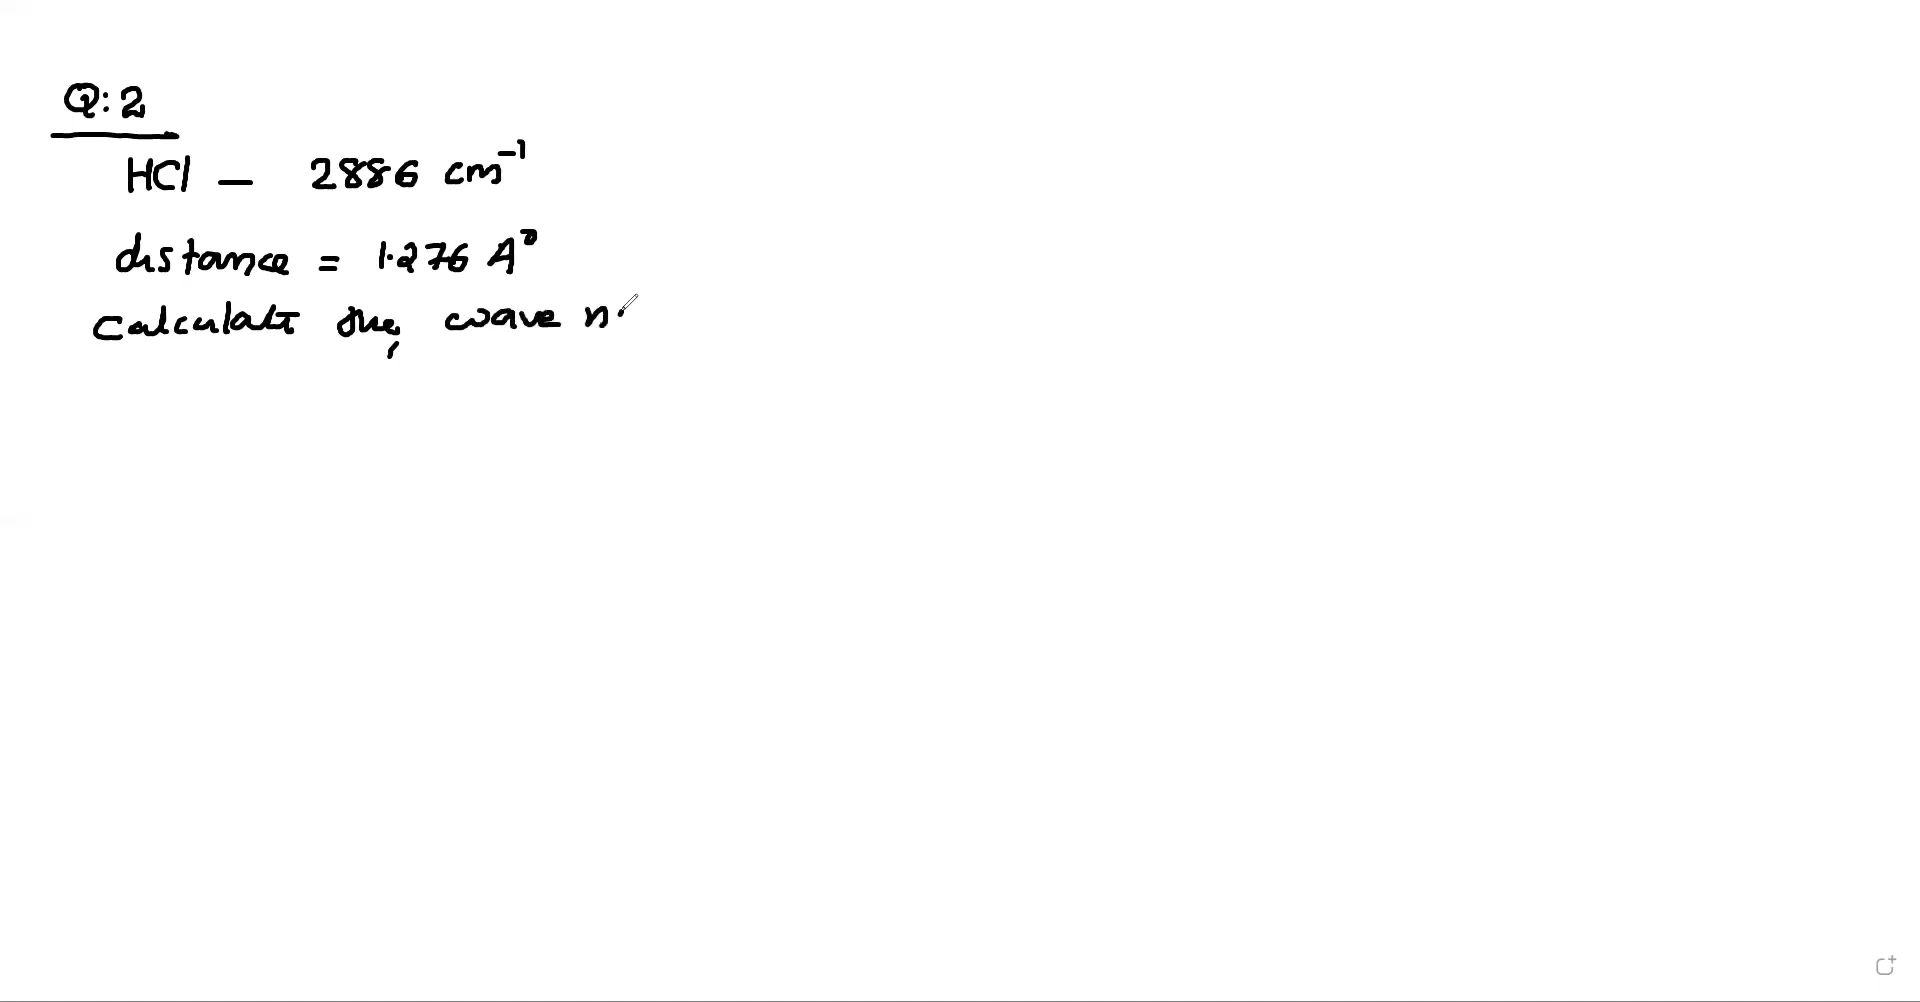 Q:2
HCl - 2886 cm⁻¹
distance = 1.276 A°
Calculate the, wave n